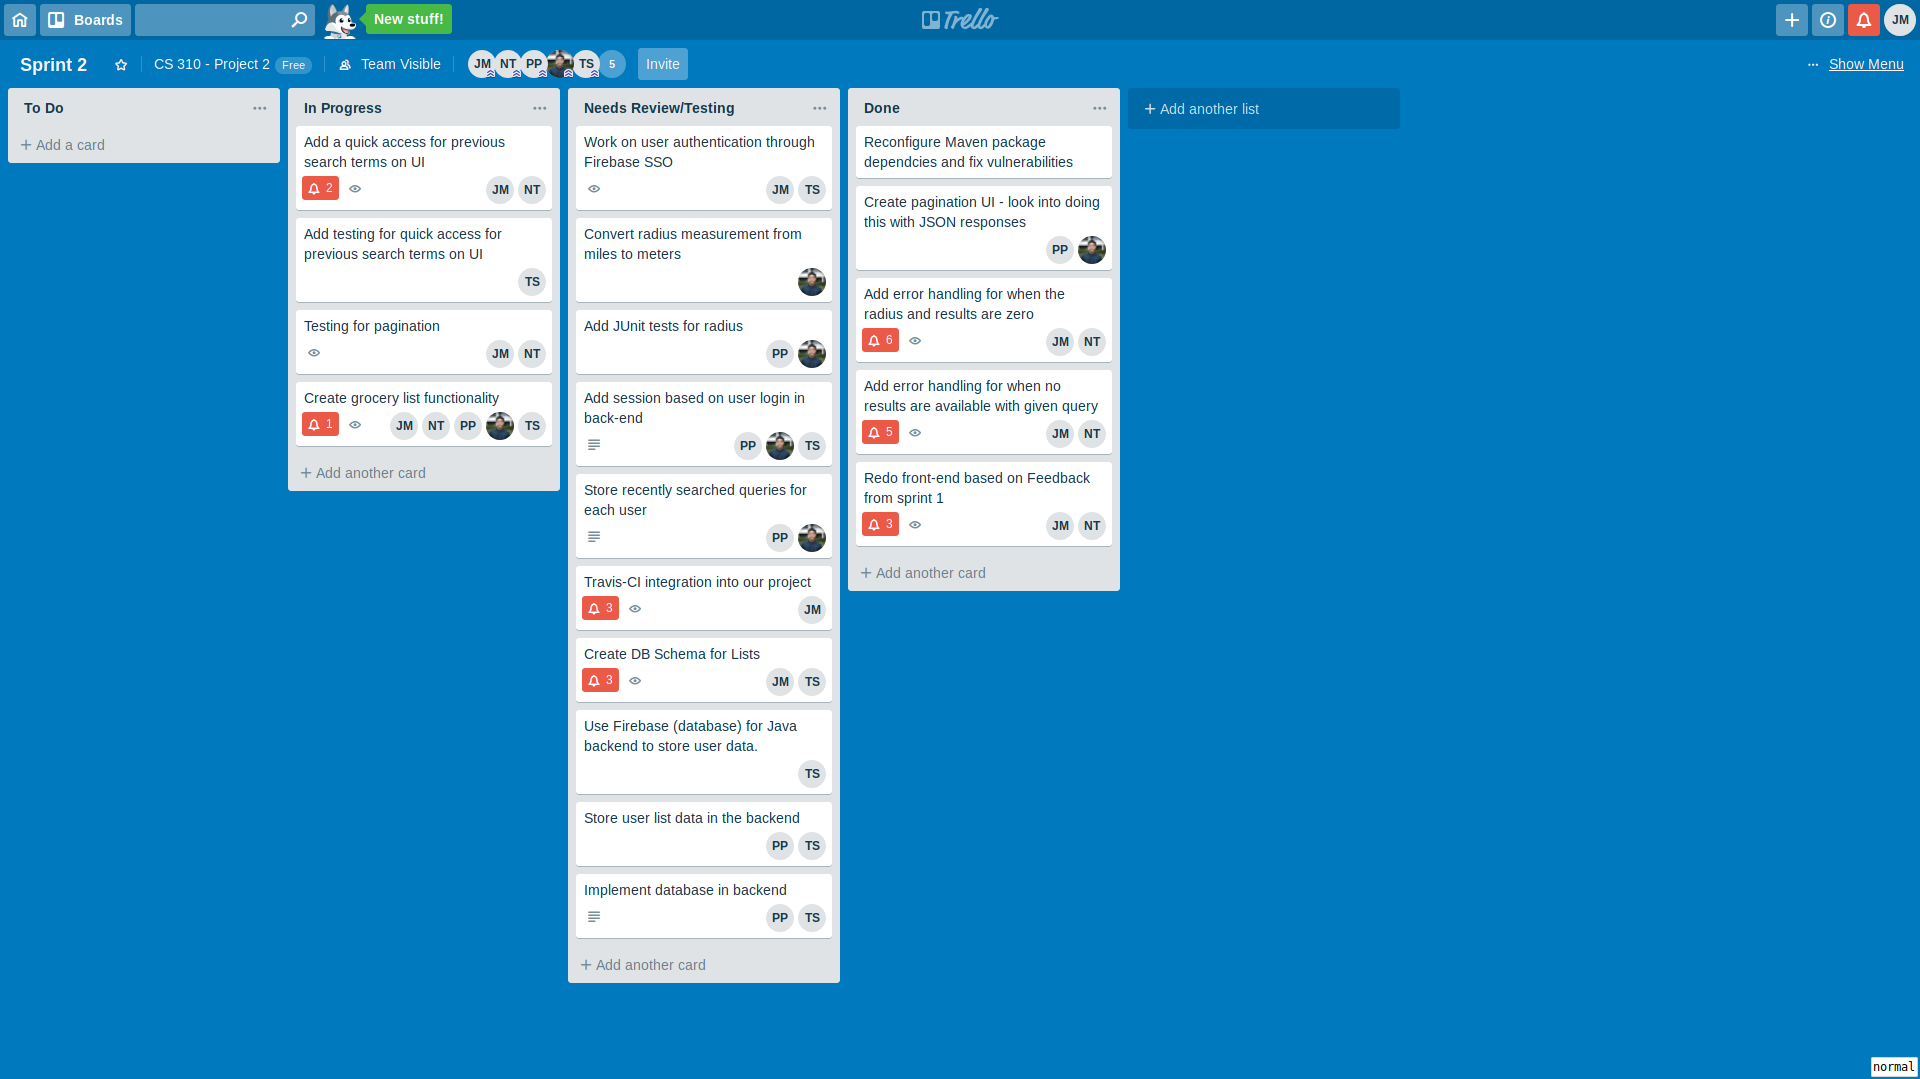 Boards
New stuff!
Trello
JM
Sprint 2
CS 310 - Project 2 Free
Team Visible
JM NT PP TS 5
Invite
Show Menu
To Do
Add a card
In Progress
Add a quick access for previous
search terms on UI
2
JM NT
Add testing for quick access for
previous search terms on UI
TS
Testing for pagination
JM NT
Create grocery list functionality
1
JM NT PP TS
Add another card
Needs Review/Testing
Work on user authentication through
Firebase SSO
JM TS
Convert radius measurement from
miles to meters
Add JUnit tests for radius
PP
Add session based on user login in
back-end
PP TS
Store recently searched queries for
each user
PP
Travis-CI integration into our project
3
JM
Create DB Schema for Lists
3
JM TS
Use Firebase (database) for Java
backend to store user data.
TS
Store user list data in the backend
PP TS
Implement database in backend
PP TS
Add another card
Done
Reconfigure Maven package
dependcies and fix vulnerabilities
Create pagination UI - look into doing
this with JSON responses
PP
Add error handling for when the
radius and results are zero
6
JM NT
Add error handling for when no
results are available with given query
5
JM NT
Redo front-end based on Feedback
from sprint 1
3
JM NT
Add another card
Add another list
normal